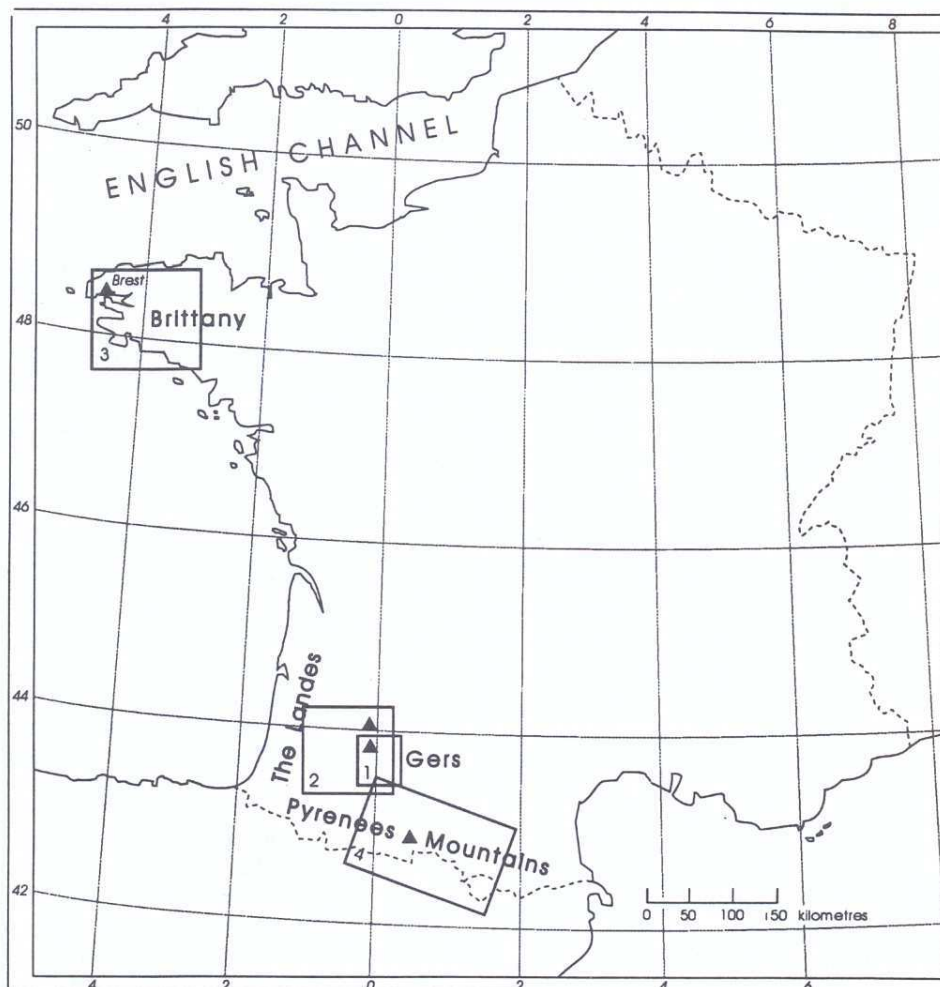 4 2 0 2 4 6 8
50
ENGLISH CHANNEL
Brest
Brittany
48
3
46
44
The Landes
Gers
1
2
Pyrenees Mountains
4
42
0 50 100 150 kilometres
4 2 0 2 4 6